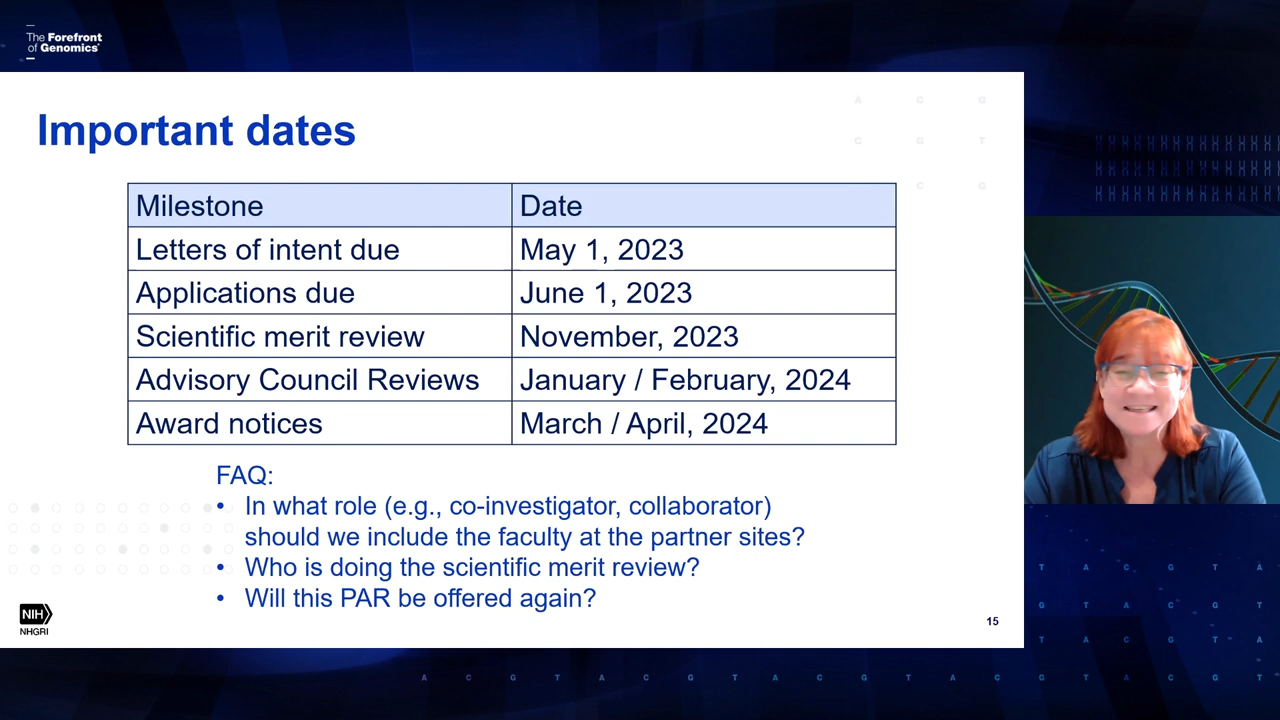 The Forefront
of Genomics®
Important dates
Milestone Date
Letters of intent due May 1, 2023
Applications due June 1, 2023
Scientific merit review November, 2023
Advisory Council Reviews January / February, 2024
Award notices March / April, 2024
FAQ:
• In what role (e.g., co-investigator, collaborator)
should we include the faculty at the partner sites?
• Who is doing the scientific merit review?
• Will this PAR be offered again?
NIH
NHGRI
15
A C G
C G T
C G
T A C G T A
G T A C G T
T A C G T A
A C G T A C G T A C G T A C G T A C G T